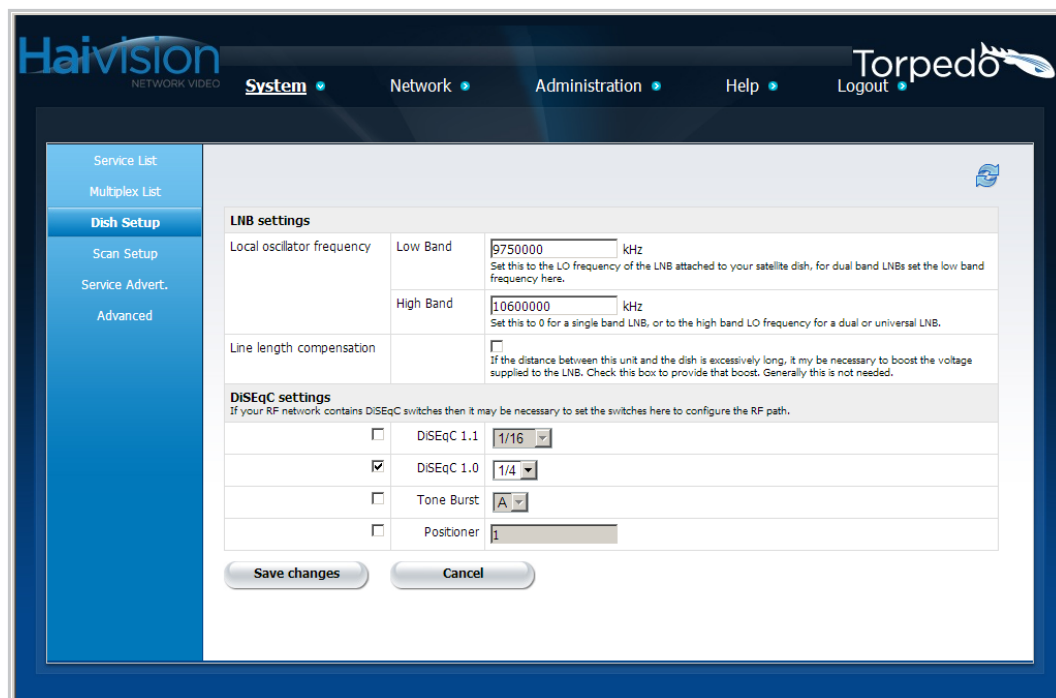 Haivision
NETWORK VIDEO
Torpedo
System
Network
Administration
Help
Logout
Service List
Multiplex List
Dish Setup
Scan Setup
Service Advert.
Advanced
LNB settings
Local oscillator frequency
Low Band
9750000 kHz
Set this to the LO frequency of the LNB attached to your satellite dish, for dual band LNBs set the low band
frequency here.
High Band
10600000 kHz
Set this to 0 for a single band LNB, or to the high band LO frequency for a dual or universal LNB.
Line length compensation
If the distance between this unit and the dish is excessively long, it my be necessary to boost the voltage
supplied to the LNB. Check this box to provide that boost. Generally this is not needed.
DiSEqC settings
If your RF network contains DiSEqC switches then it may be necessary to set the switches here to configure the RF path.
DiSEqC 1.1 1/16
DiSEqC 1.0 1/4
Tone Burst A
Positioner 1
Save changes
Cancel